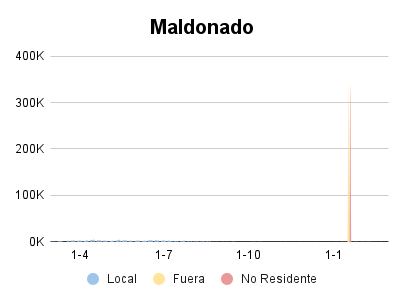 Maldonado
400K
300K
200K
100K
0K
1-4 1-7 1-10 1-1
Local Fuera No Residente